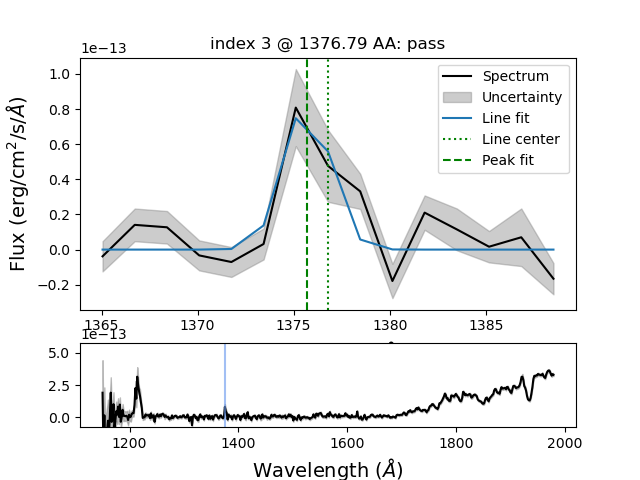 index 3 @ 1376.79 AA: pass
1e−13
Flux (erg/cm²/s/Å)
1.0
0.8
0.6
0.4
0.2
0.0
−0.2
Spectrum
Uncertainty
Line fit
Line center
Peak fit
1365 1370 1375 1380 1385
1e−13
5.0
2.5
0.0
1200 1400 1600 1800 2000
Wavelength (Å)